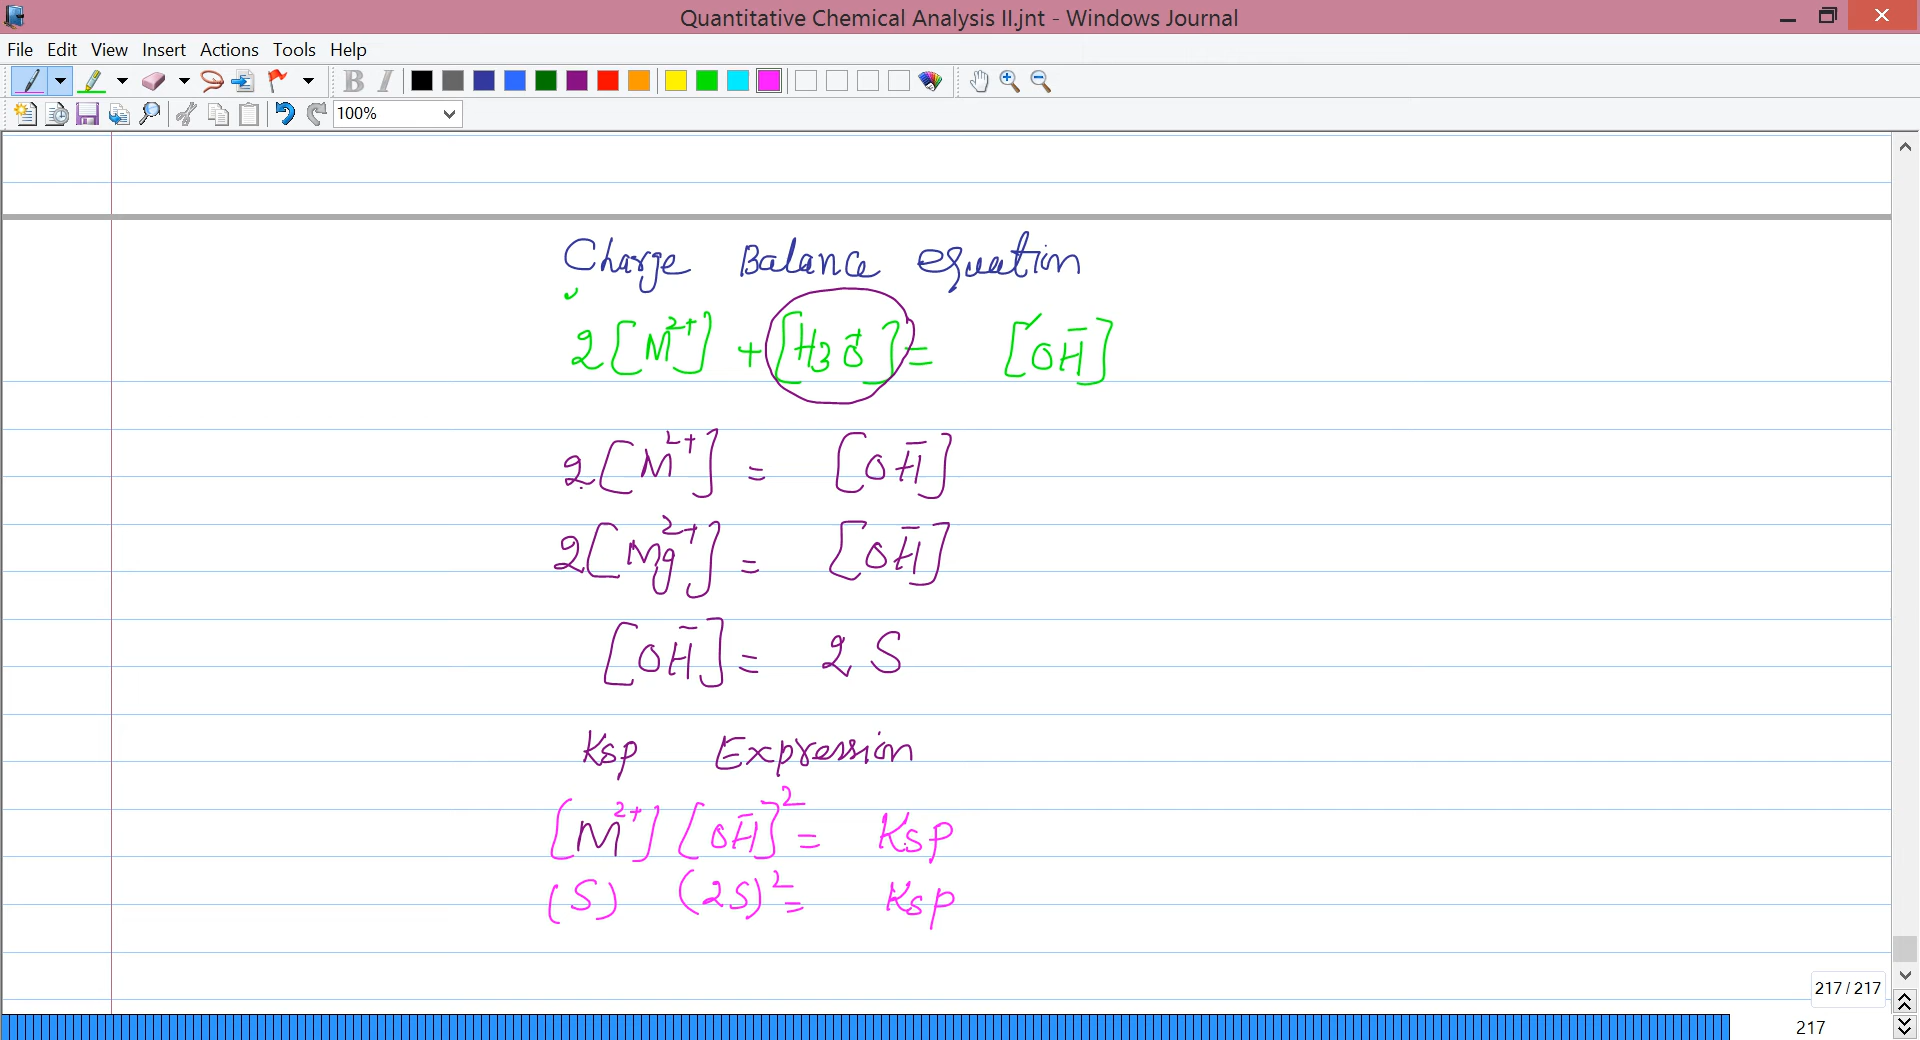 Quantitative Chemical Analysis II.jnt - Windows Journal
File Edit View Insert Actions Tools Help
B I
100%
Charge Balance equation
2[M²⁺] + [H₃O⁺] = [OH⁻]
2[M²⁺] = [OH⁻]
2[Mg²⁺] = [OH⁻]
[OH⁻] = 2 S
Ksp Expression
[M²⁺] [OH⁻]² = Ksp
(S) (2S)² = Ksp
217 / 217
217